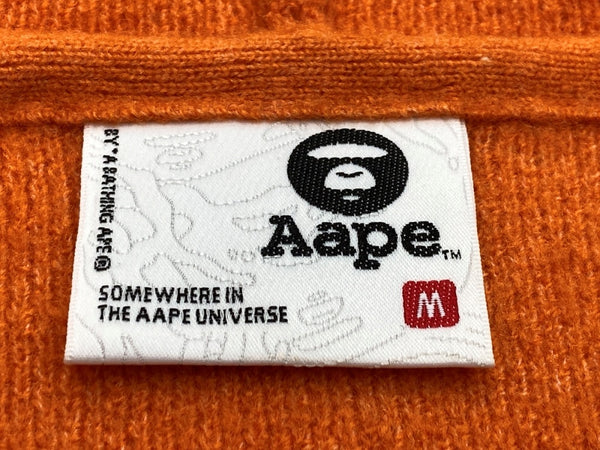 BY *A BATHING APE®
Aape™
SOMEWHERE IN
THE AAPE UNIVERSE
M